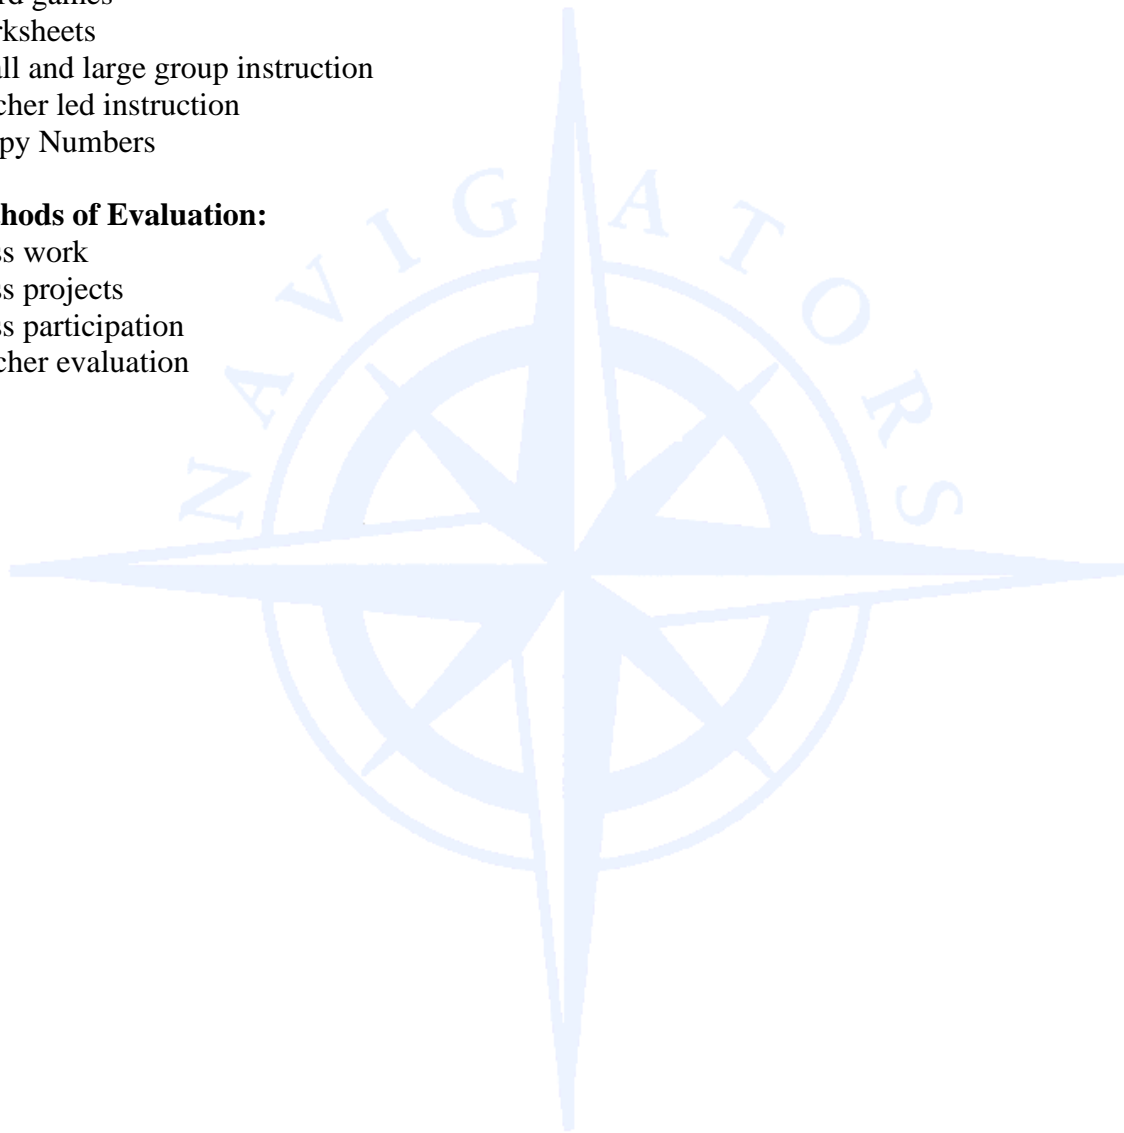 rd games
rksheets
all and large group instruction
cher led instruction
py Numbers
thods of Evaluation:
ss work
ss projects
ss participation
cher evaluation
NAVIGATORS